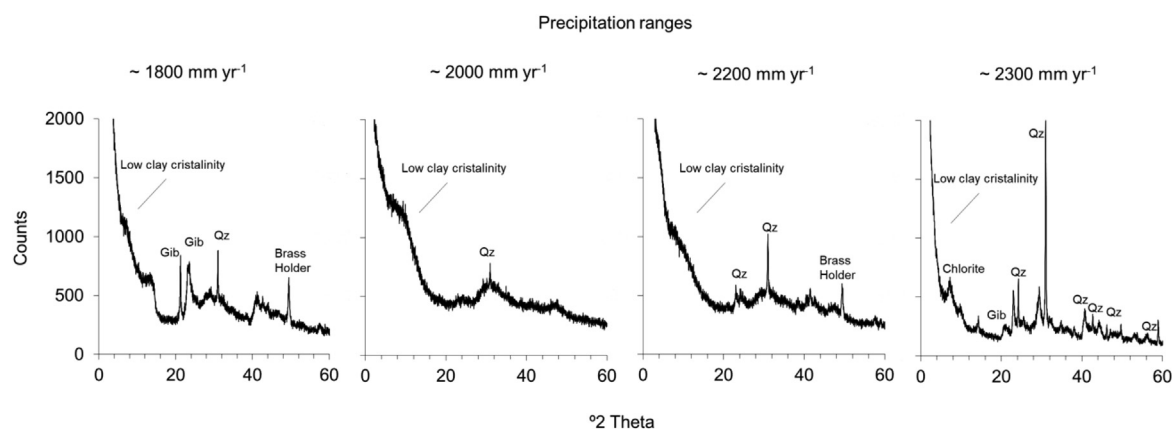 Precipitation ranges
~ 1800 mm yr⁻¹
~ 2000 mm yr⁻¹
~ 2200 mm yr⁻¹
~ 2300 mm yr⁻¹
2000
1500
1000
500
0
Counts
Low clay cristalinity
Gib
Gib
Qz
Brass
Holder
0
20
40
60
Low clay cristalinity
Qz
0
20
40
60
Low clay cristalinity
Qz
Qz
Brass
Holder
0
20
40
60
Qz
Low clay cristalinity
Chlorite
Qz
Gib
Qz
Qz
Qz
Qz
0
20
40
60
º2 Theta